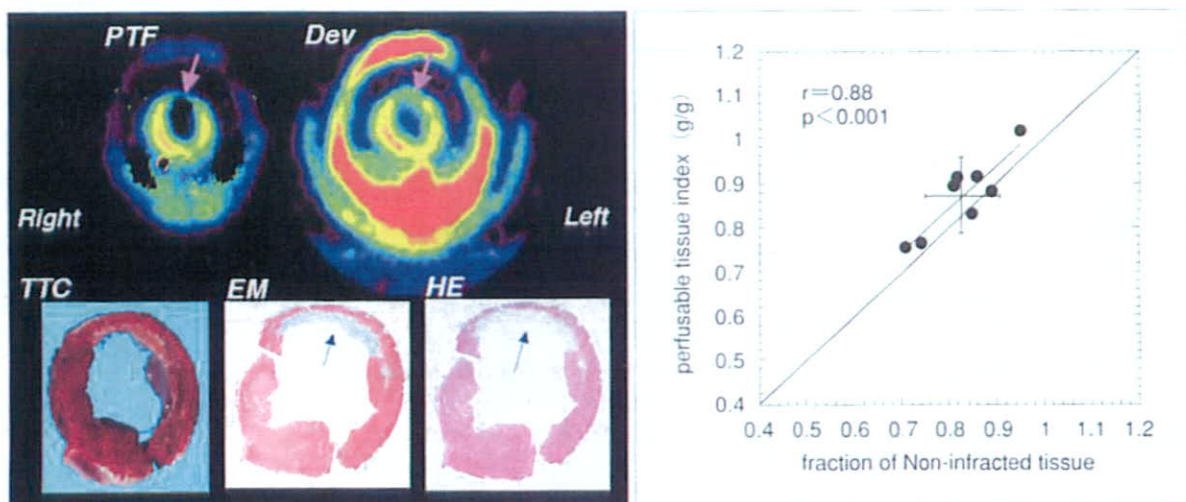 PTF
Dev
Right
Left
TTC
EM
HE
r=0.88
p<0.001
perfusable tissue index (g/g)
1.2
1.1
1
0.9
0.8
0.7
0.6
0.5
0.4
0.4 0.5 0.6 0.7 0.8 0.9 1 1.1 1.2
fraction of Non-infracted tissue